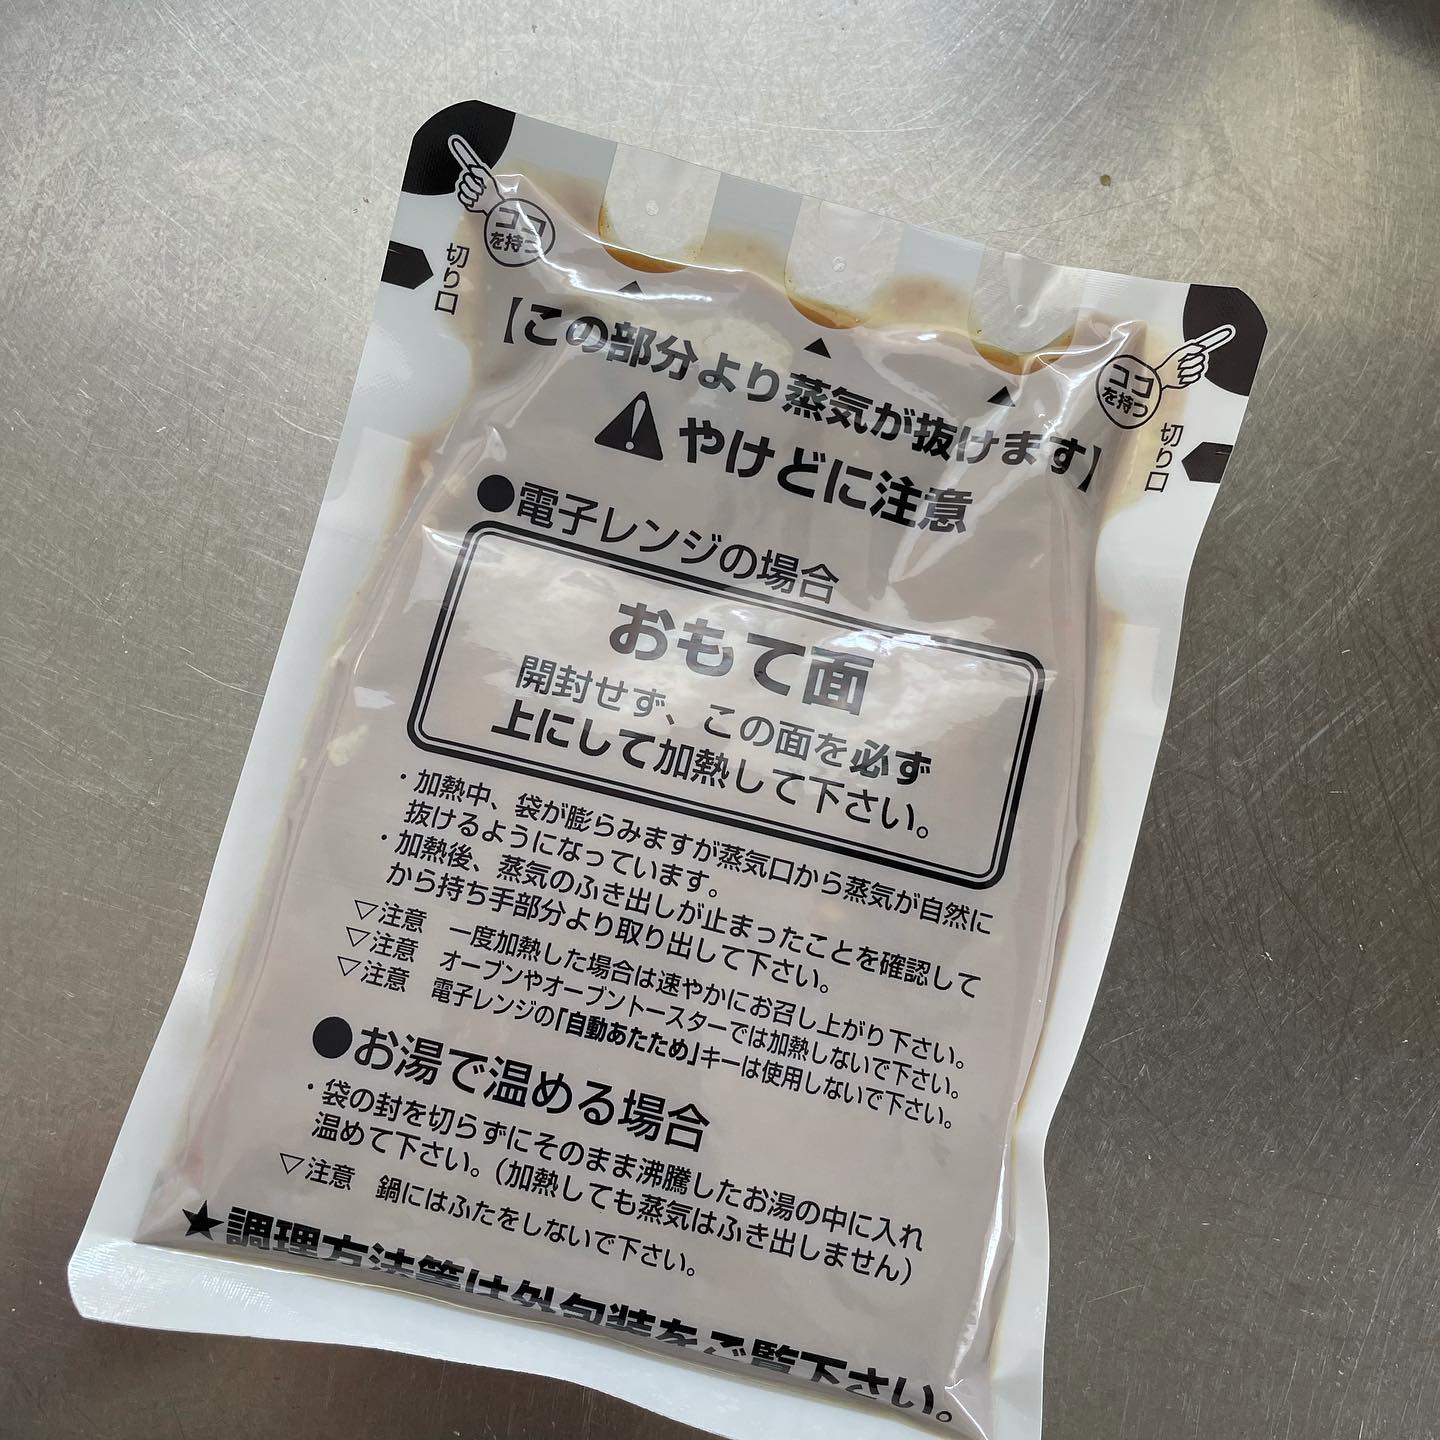 ココ
を持つ
切り口
ココ
を持つ
切り口
【この部分より蒸気が抜けます】
やけどに注意
●電子レンジの場合
おもて面
開封せず、この面を必ず
上にして加熱して下さい。
・加熱中、袋が膨らみますが蒸気口から蒸気が自然に
抜けるようになっています。
・加熱後、蒸気のふき出しが止まったことを確認して
から持ち手部分より取り出して下さい。
▽注意 一度加熱した場合は速やかにお召し上がり下さい。
▽注意 オーブンやオーブントースターでは加熱しないで下さい。
▽注意 電子レンジの「自動あたため」キーは使用しないで下さい。
●お湯で温める場合
・袋の封を切らずにそのまま沸騰したお湯の中に入れ
温めて下さい。（加熱しても蒸気はふき出しません）
▽注意 鍋にはふたをしないで下さい。
★調理方法等は外包装をご覧下さい。